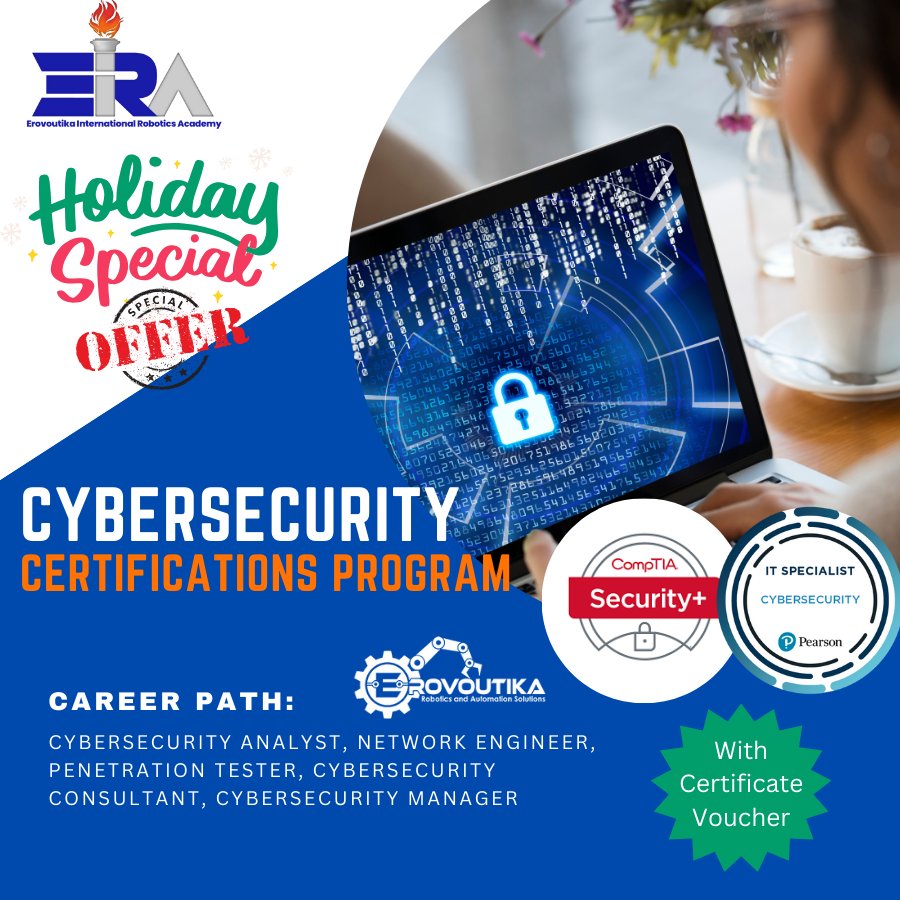 ERA
Erovoutika International Robotics Academy
Holiday
Special
SPECIAL
OFFER
CYBERSECURITY
CERTIFICATIONS PROGRAM
CompTIA
Security+
IT SPECIALIST
CYBERSECURITY
Pearson
EROVOUTIKA
Robotics and Automation Solutions
CAREER PATH:
CYBERSECURITY ANALYST, NETWORK ENGINEER,
PENETRATION TESTER, CYBERSECURITY
CONSULTANT, CYBERSECURITY MANAGER
With
Certificate
Voucher